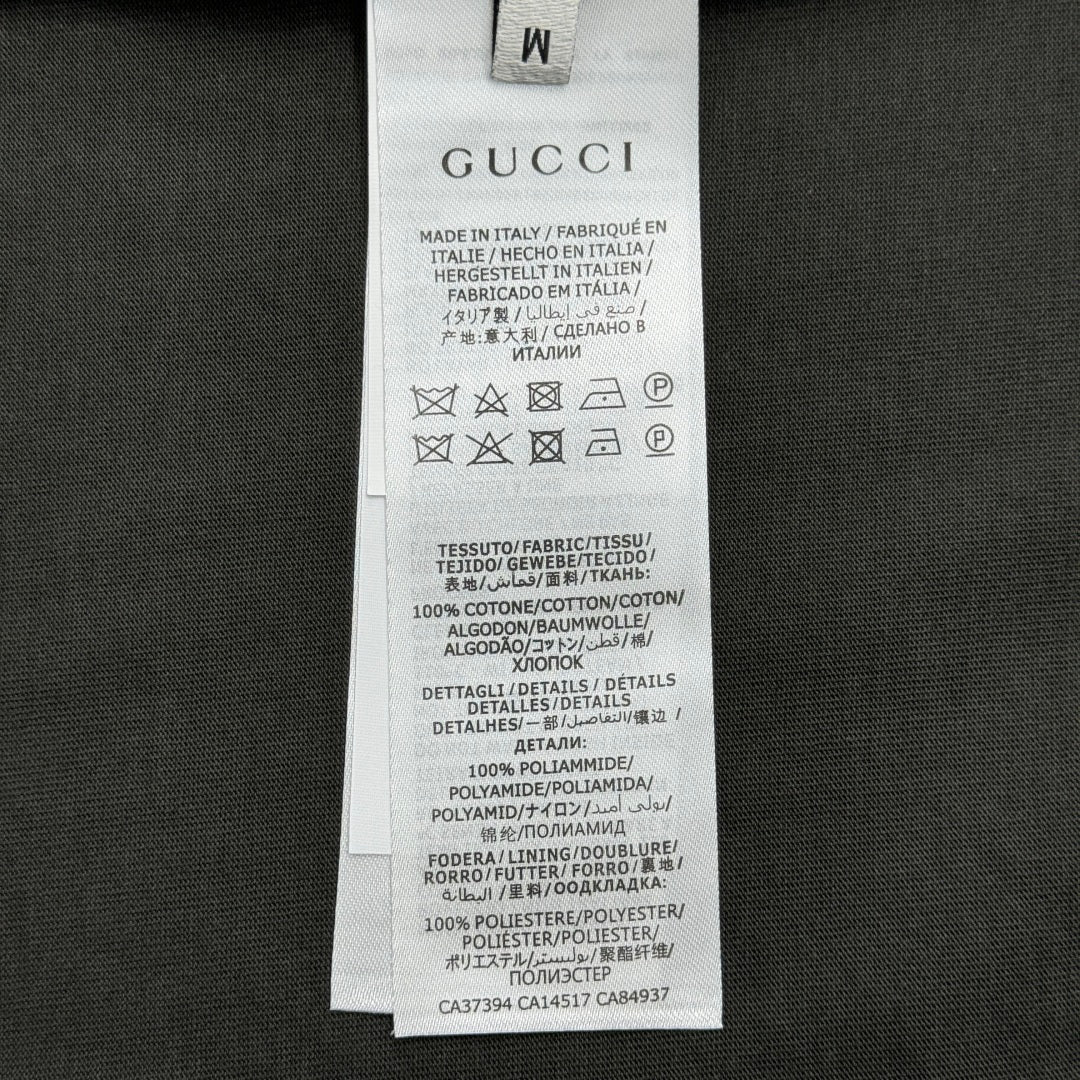 M
GUCCI
MADE IN ITALY / FABRIQUÉ EN
ITALIE / HECHO EN ITALIA /
HERGESTELLT IN ITALIEN /
FABRICADO EM ITÁLIA /
イタリア製 / صنع في إيطاليا /
产地:意大利 / СДЕЛАНО В
ИТАЛИИ
P
P
TESSUTO/FABRIC/TISSU/
TEJIDO/ GEWEBE/TECIDO/
表地/قماش/面料/ТКАНЬ:
100% COTONE/COTTON/COTON/
ALGODON/BAUMWOLLE/
ALGODÃO/コットン/قطن/棉/
ХЛОПОК
DETTAGLI/DETAILS / DÉTAILS
DETALLES/DETAILS
DETALHES/一部/التفاصيل/镶边 /
ДЕТАЛИ:
100% POLIAMMIDE/
POLYAMIDE/POLIAMIDA/
POLYAMID/ナイロン/بولي أميد/
锦纶/ПОЛИАМИД
FODERA/LINING/DOUBLURE/
RORRO/FUTTER/ FORRO/裏地/
البطانة /里料/ООДКЛАДКА:
100% POLIESTERE/POLYESTER/
POLIÉSTER/POLIESTER/
ポリエステル/بوليستر/聚酯纤维/
ПОЛИЭСТЕР
CA37394 CA14517 CA84937